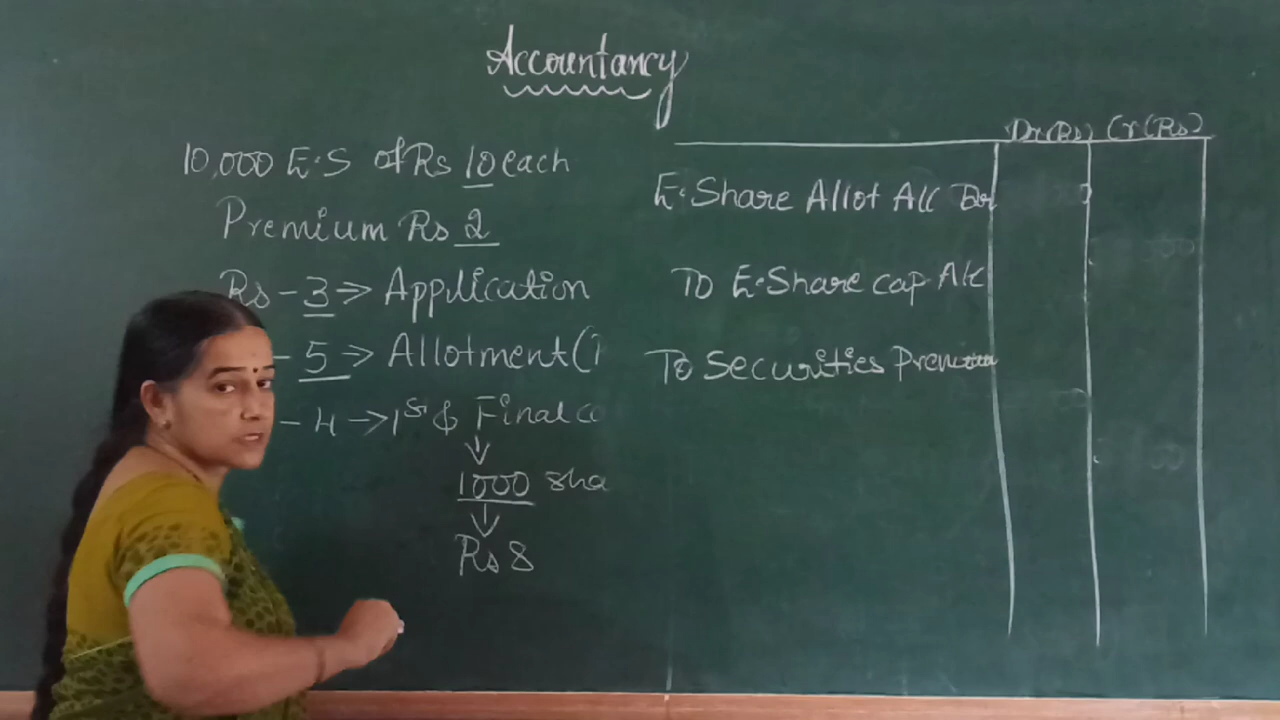 Accountancy
10,000 E.S of Rs 10 each
Premium Rs 2
Rs - 3 => Application
- 5 => Allotment(
- 4 -> 1st & Final
1000
Rs 8
Dr(Rs) Cr(Rs)
E.Share Allot A/c Dr
To E.Share cap A/c
To Securities Premium